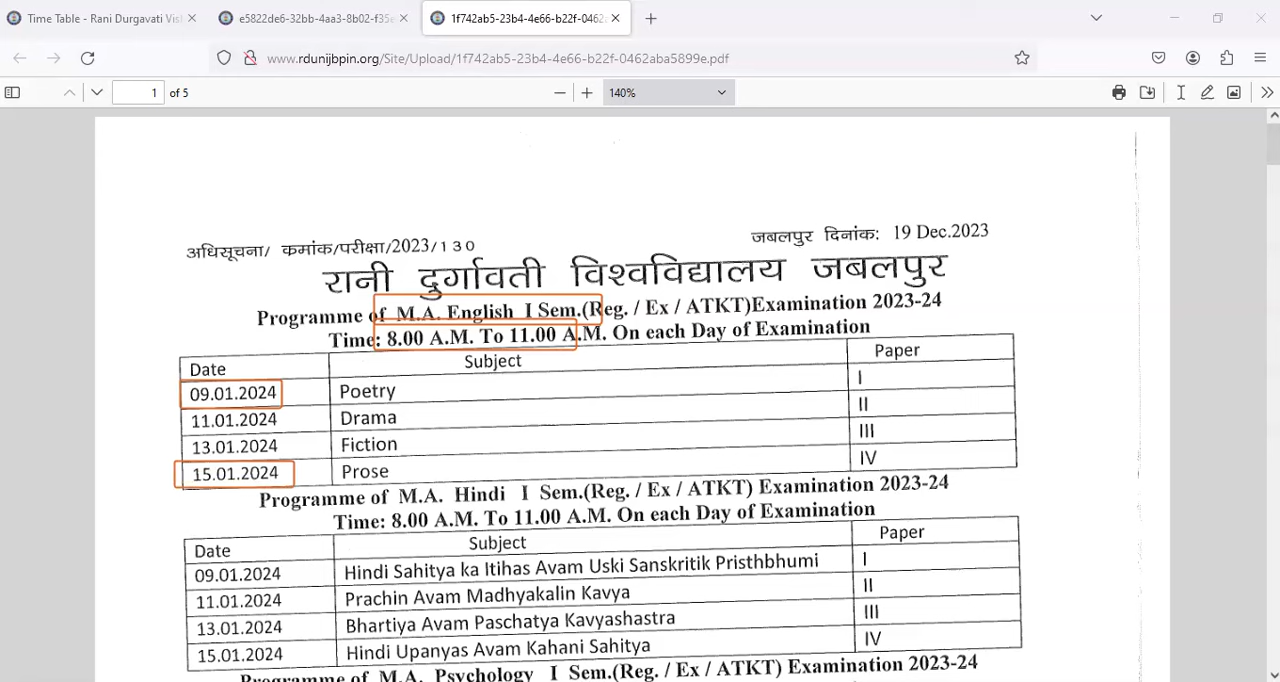 Time Table - Rani Durgavati Vis
e5822de6-32bb-4aa3-8b02-f35e
1f742ab5-23b4-4e66-b22f-0462
www.rdunijbpin.org/Site/Upload/1f742ab5-23b4-4e66-b22f-0462aba5899e.pdf
1 of 5
140%
अधिसूचना/ कमांक/परीक्षा/2023/130
जबलपुर दिनांक: 19 Dec.2023
रानी दुर्गावती विश्वविद्यालय जबलपुर
Programme of M.A. English I Sem.(Reg. / Ex / ATKT)Examination 2023-24
Time: 8.00 A.M. To 11.00 A.M. On each Day of Examination
Date Subject Paper
09.01.2024 Poetry I
11.01.2024 Drama II
13.01.2024 Fiction III
15.01.2024 Prose IV
Programme of M.A. Hindi I Sem.(Reg. / Ex / ATKT) Examination 2023-24
Time: 8.00 A.M. To 11.00 A.M. On each Day of Examination
Date Subject Paper
09.01.2024 Hindi Sahitya ka Itihas Avam Uski Sanskritik Pristhbhumi I
11.01.2024 Prachin Avam Madhyakalin Kavya II
13.01.2024 Bhartiya Avam Paschatya Kavyashastra III
15.01.2024 Hindi Upanyas Avam Kahani Sahitya IV
Programme of M.A. Psychology I Sem.(Reg. / Ex / ATKT) Examination 2023-24